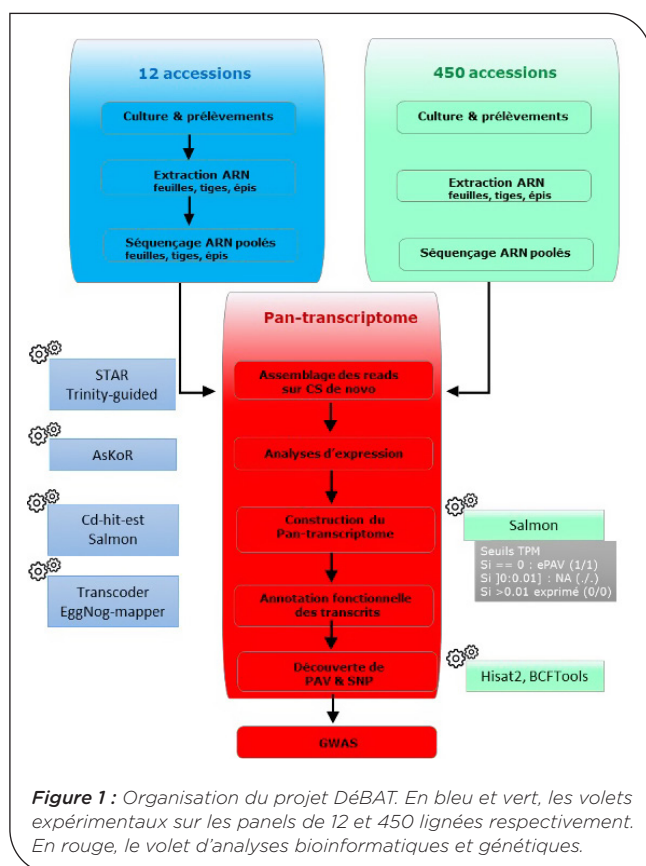 12 accessions
Culture & prélèvements
Extraction ARN
feuilles, tiges, épis
Séquençage ARN poolés
feuilles, tiges, épis
450 accessions
Culture & prélèvements
Extraction ARN
feuilles, tiges, épis
Séquençage ARN poolés
Pan-transcriptome
STAR
Trinity-guided
Assemblage des reads
sur CS de novo
AsKoR
Analyses d'expression
Cd-hit-est
Salmon
Construction du
Pan-transcriptome
Salmon
Seuils TPM
Si == 0 : ePAV (1/1)
Si ]0:0.01] : NA (./.)
Si >0.01 exprimé (0/0)
Transcoder
EggNog-mapper
Annotation fonctionnelle
des transcrits
Découverte de
PAV & SNP
Hisat2, BCFTools
GWAS
Figure 1 : Organisation du projet DéBAT. En bleu et vert, les volets
expérimentaux sur les panels de 12 et 450 lignées respectivement.
En rouge, le volet d'analyses bioinformatiques et génétiques.